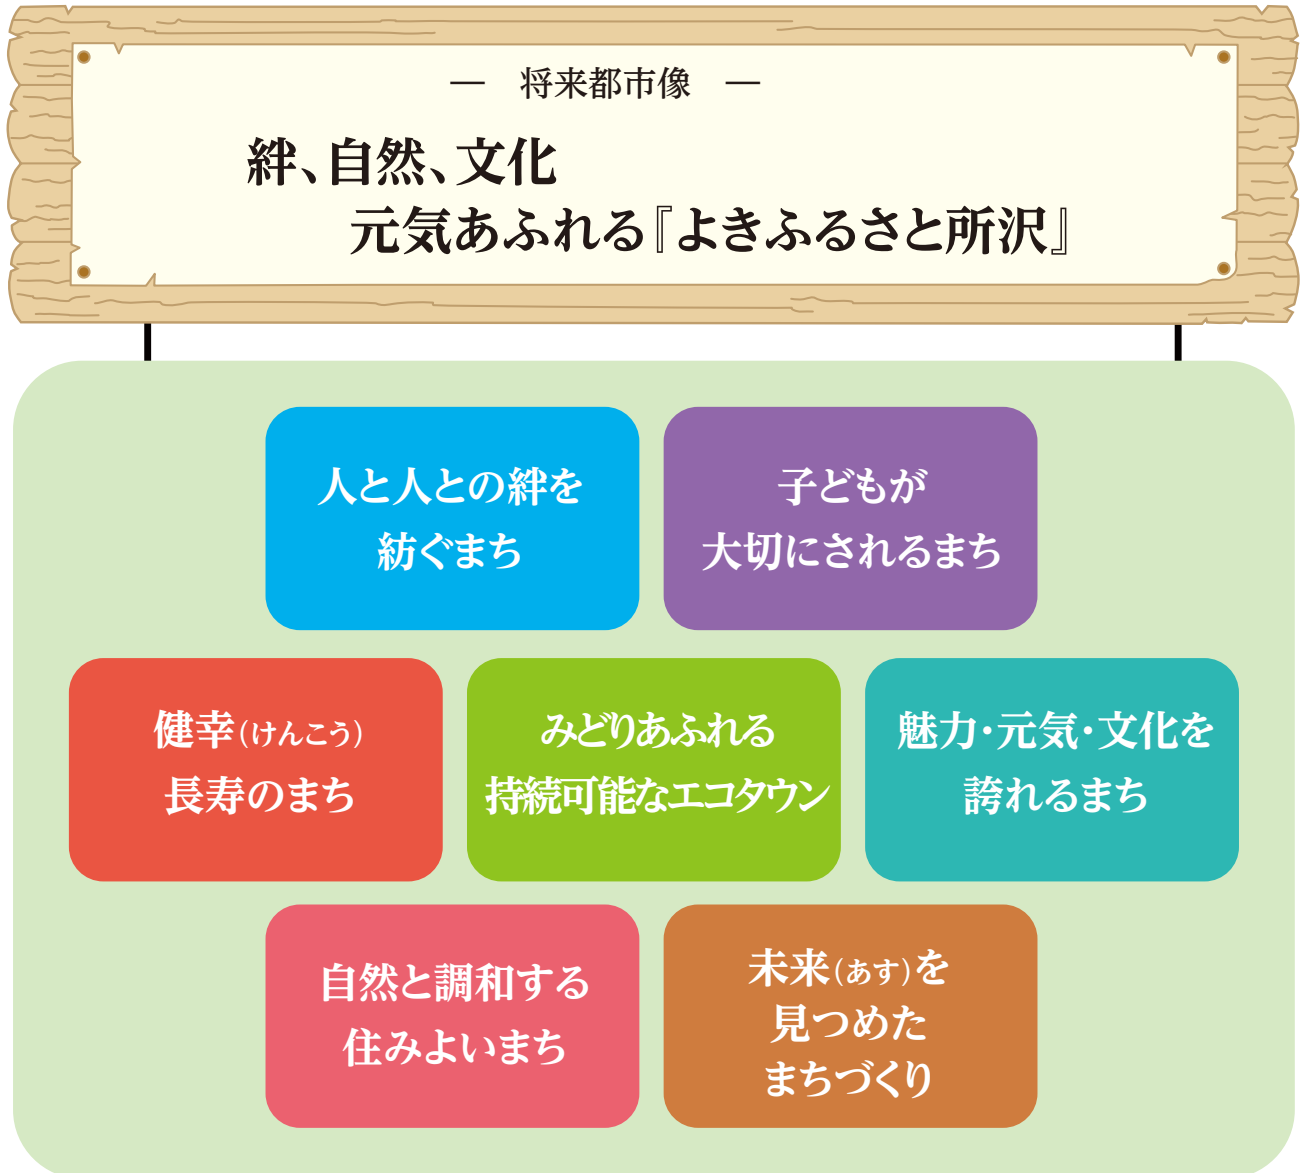 ― 将来都市像 ―
絆、自然、文化
元気あふれる『よきふるさと所沢』
人と人との絆を
紡ぐまち
子どもが
大切にされるまち
健幸(けんこう)
長寿のまち
みどりあふれる
持続可能なエコタウン
魅力・元気・文化を
誇れるまち
自然と調和する
住みよいまち
未来(あす)を
見つめた
まちづくり